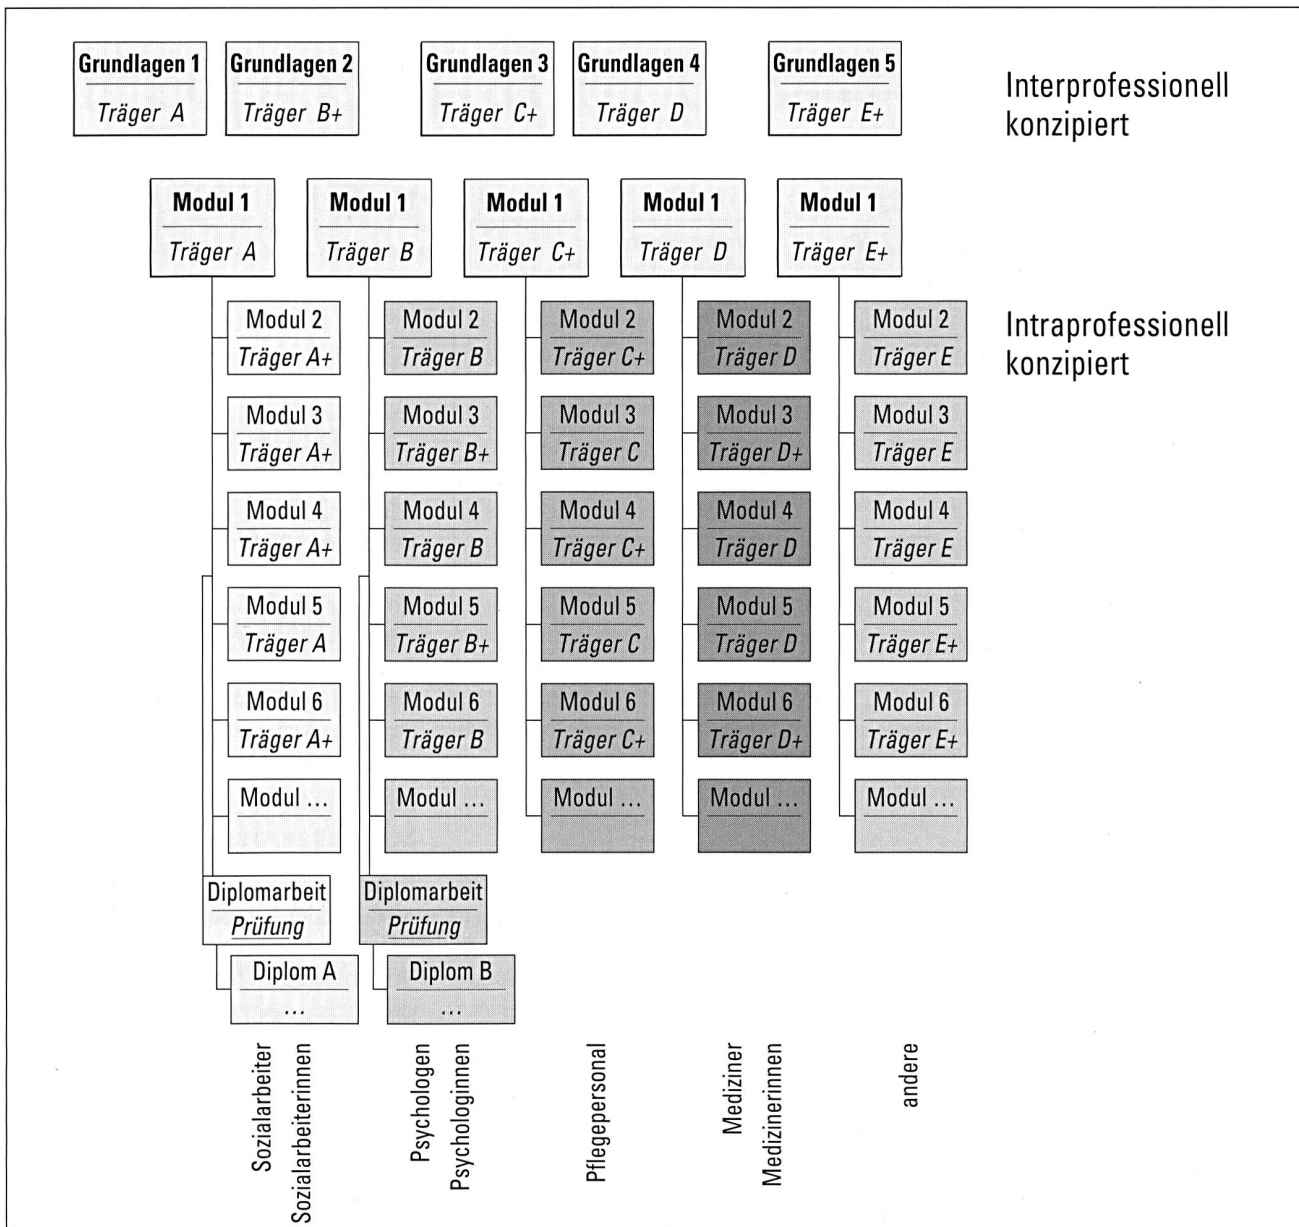 Grundlagen 1
Träger A
Grundlagen 2
Träger B+
Grundlagen 3
Träger C+
Grundlagen 4
Träger D
Grundlagen 5
Träger E+
Interprofessionell
konzipiert
Modul 1
Träger A
Modul 1
Träger B
Modul 1
Träger C+
Modul 1
Träger D
Modul 1
Träger E+
Intraprofessionell
konzipiert
Modul 2
Träger A+
Modul 2
Träger B
Modul 2
Träger C+
Modul 2
Träger D
Modul 2
Träger E
Modul 3
Träger A+
Modul 3
Träger B+
Modul 3
Träger C
Modul 3
Träger D+
Modul 3
Träger E
Modul 4
Träger A+
Modul 4
Träger B
Modul 4
Träger C+
Modul 4
Träger D
Modul 4
Träger E
Modul 5
Träger A
Modul 5
Träger B+
Modul 5
Träger C
Modul 5
Träger D
Modul 5
Träger E+
Modul 6
Träger A+
Modul 6
Träger B
Modul 6
Träger C+
Modul 6
Träger D+
Modul 6
Träger E+
Modul ...
Modul ...
Modul ...
Modul ...
Modul ...
Diplomarbeit
Prüfung
Diplomarbeit
Prüfung
Diplom A
...
Diplom B
...
Sozialarbeiter
Sozialarbeiterinnen
Psychologen
Psychologinnen
Pflegepersonal
Mediziner
Medizinerinnen
andere